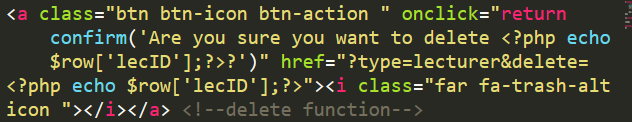 <a class="btn btn-icon btn-action " onclick="return
confirm('Are you sure you want to delete <?php echo
$row['lecID'];?>?')" href="?type=lecturer&delete=
<?php echo $row['lecID'];?>"><i class="far fa-trash-alt
icon "></i></a> <!--delete function-->